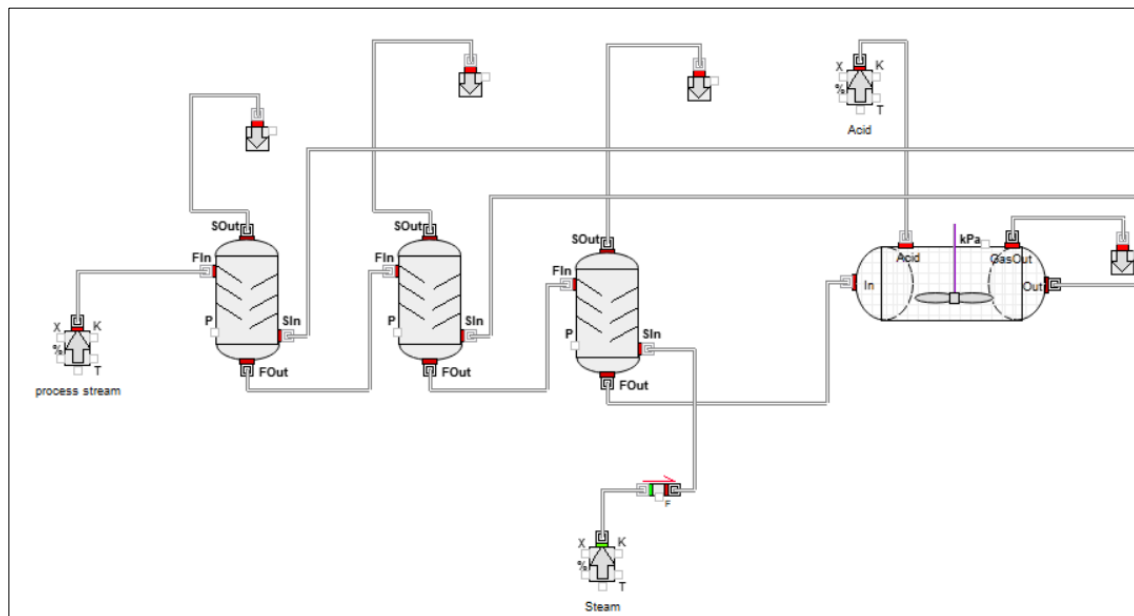 X K
%
T
Acid
SOut
SOut
SOut
FIn
FIn
FIn
P
P
P
SIn
SIn
SIn
FOut
FOut
FOut
kPa
Acid
GasOut
In
Out
X K
%
T
process stream
F
X K
%
T
Steam